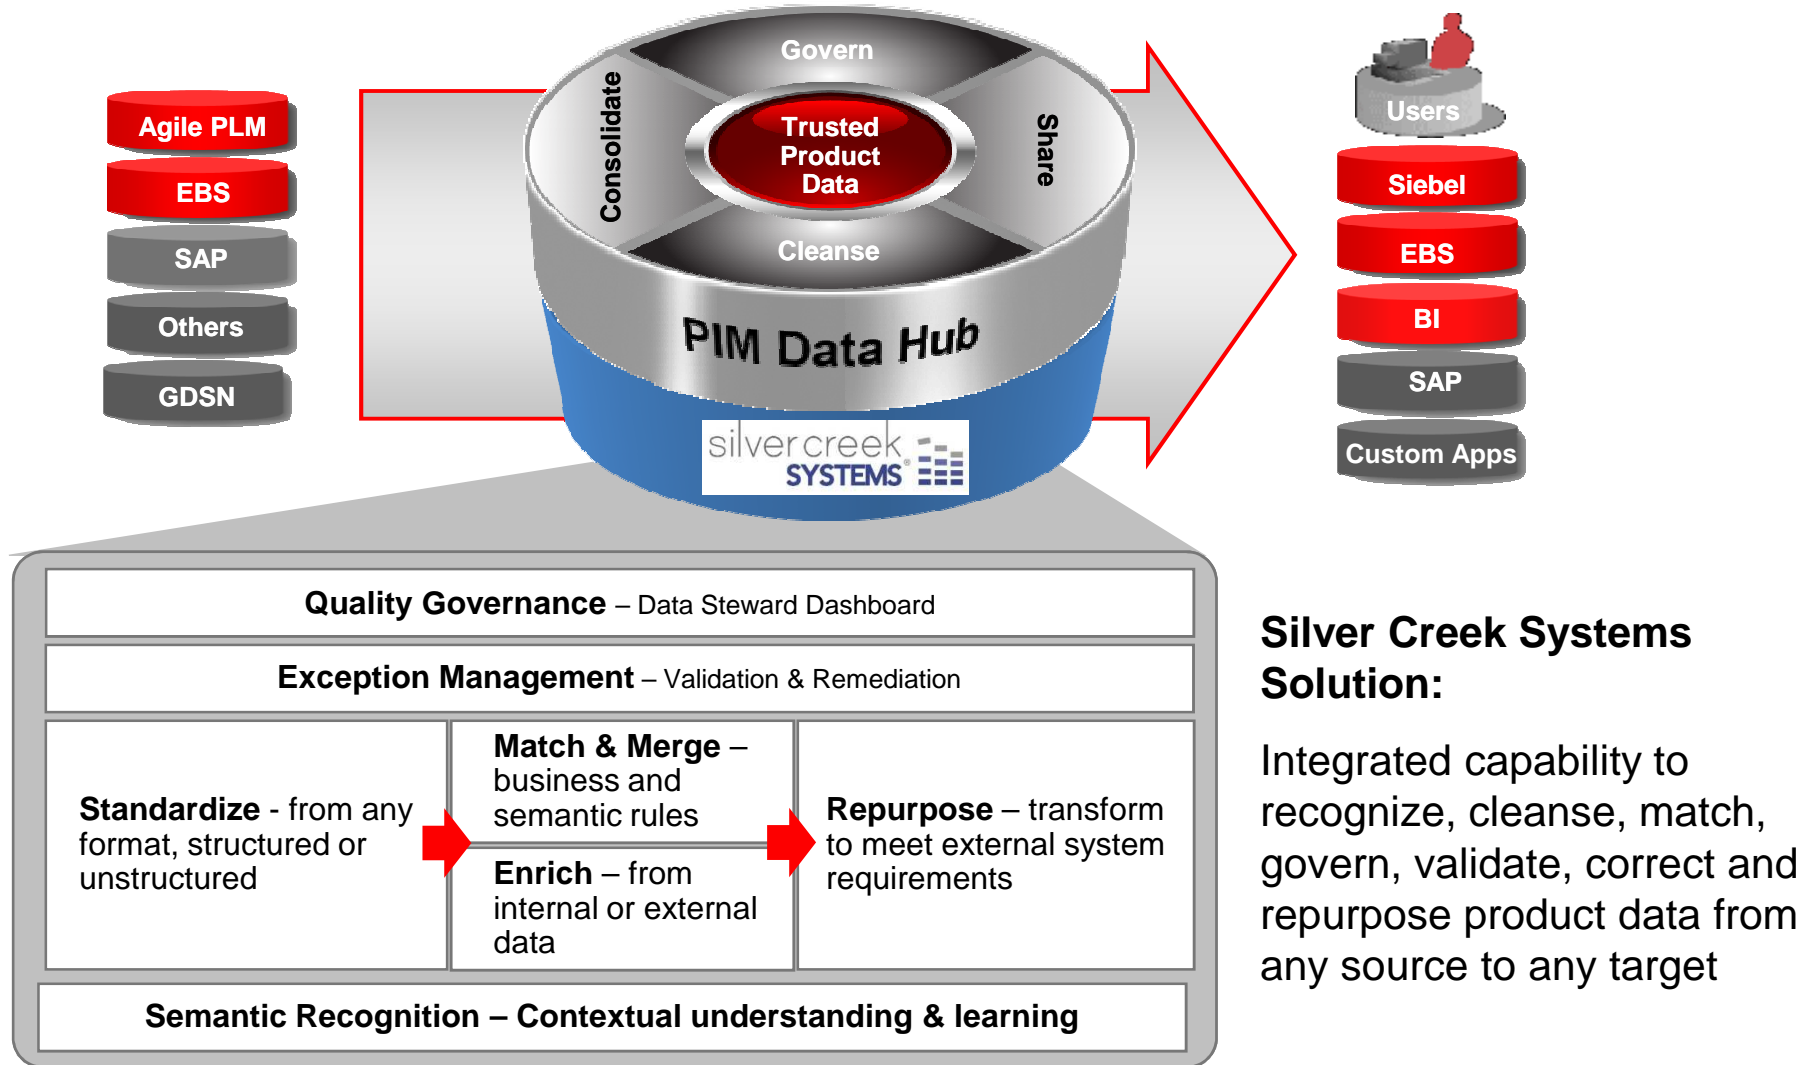 Agile PLM
EBS
SAP
Others
GDSN
Govern
Consolidate
Trusted
Product
Data
Share
Cleanse
PIM Data Hub
silvercreek
SYSTEMS®
Users
Siebel
EBS
BI
SAP
Custom Apps
Quality Governance – Data Steward Dashboard
Exception Management – Validation & Remediation
Standardize - from any
format, structured or
unstructured
Match & Merge –
business and
semantic rules
Enrich – from
internal or external
data
Repurpose – transform
to meet external system
requirements
Semantic Recognition – Contextual understanding & learning
Silver Creek Systems
Solution:
Integrated capability to
recognize, cleanse, match,
govern, validate, correct and
repurpose product data from
any source to any target